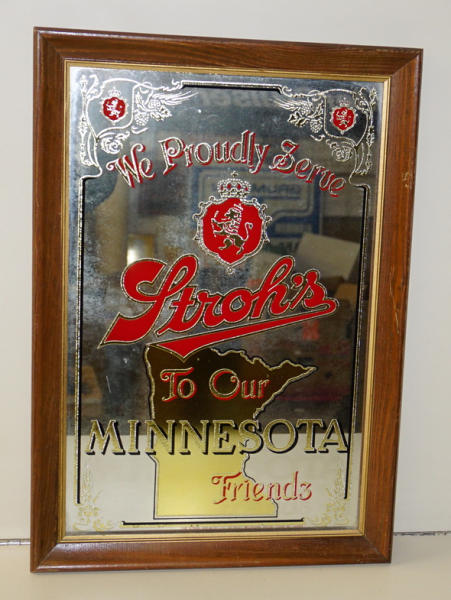 We Proudly Serve
Stroh's
To Our
MINNESOTA
Friends